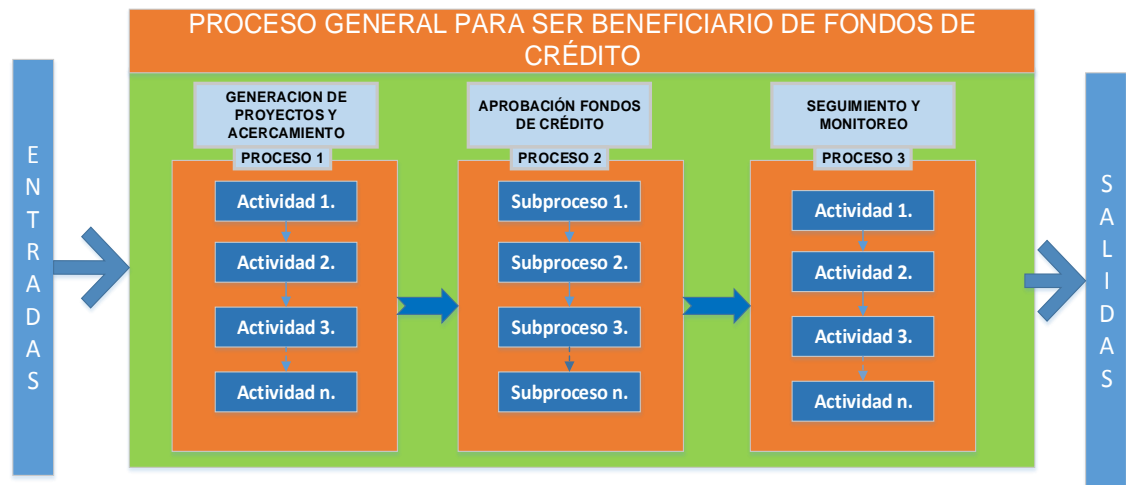 PROCESO GENERAL PARA SER BENEFICIARIO DE FONDOS DE
CRÉDITO
ENTRADAS
GENERACION DE
PROYECTOS Y
ACERCAMIENTO
PROCESO 1
Actividad 1.
Actividad 2.
Actividad 3.
Actividad n.
APROBACIÓN FONDOS
DE CRÉDITO
PROCESO 2
Subproceso 1.
Subproceso 2.
Subproceso 3.
Subproceso n.
SEGUIMIENTO Y
MONITOREO
PROCESO 3
Actividad 1.
Actividad 2.
Actividad 3.
Actividad n.
SALIDAS